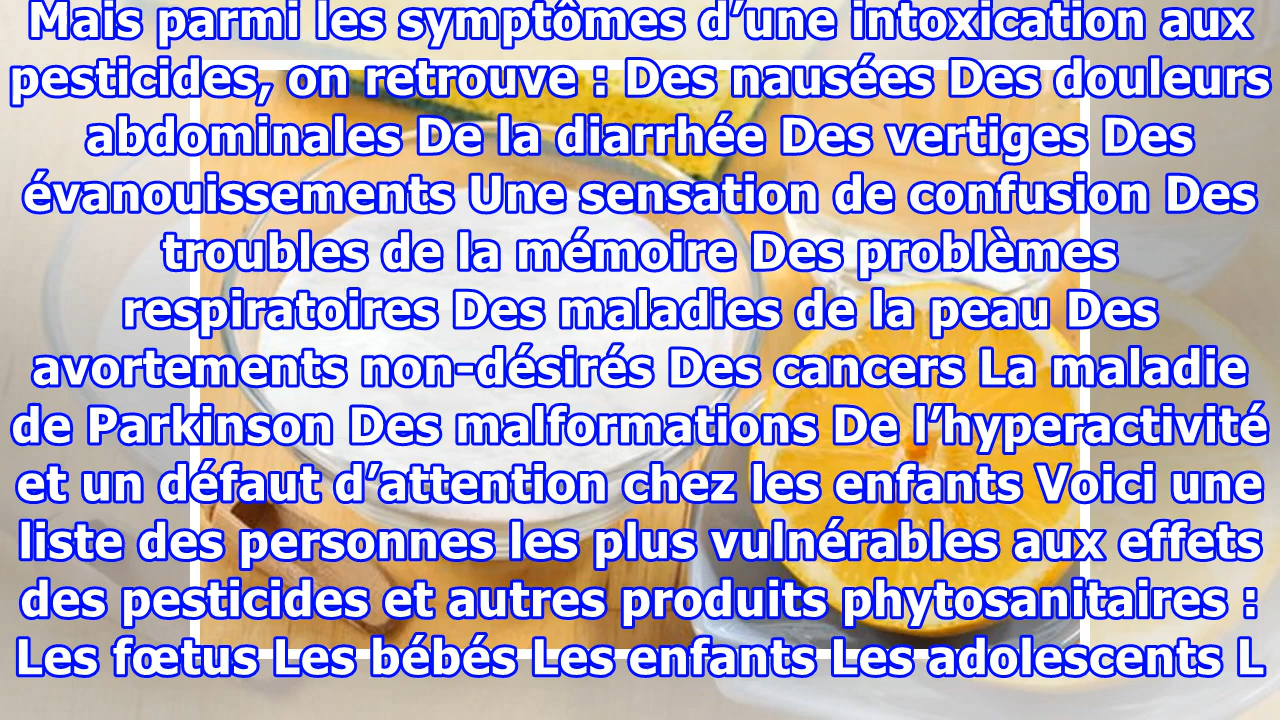 Mais parmi les symptômes d’une intoxication aux
pesticides, on retrouve : Des nausées Des douleurs
abdominales De la diarrhée Des vertiges Des
évanouissements Une sensation de confusion Des
troubles de la mémoire Des problèmes
respiratoires Des maladies de la peau Des
avortements non-désirés Des cancers La maladie
de Parkinson Des malformations De l’hyperactivité
et un défaut d’attention chez les enfants Voici une
liste des personnes les plus vulnérables aux effets
des pesticides et autres produits phytosanitaires :
Les fœtus Les bébés Les enfants Les adolescents L